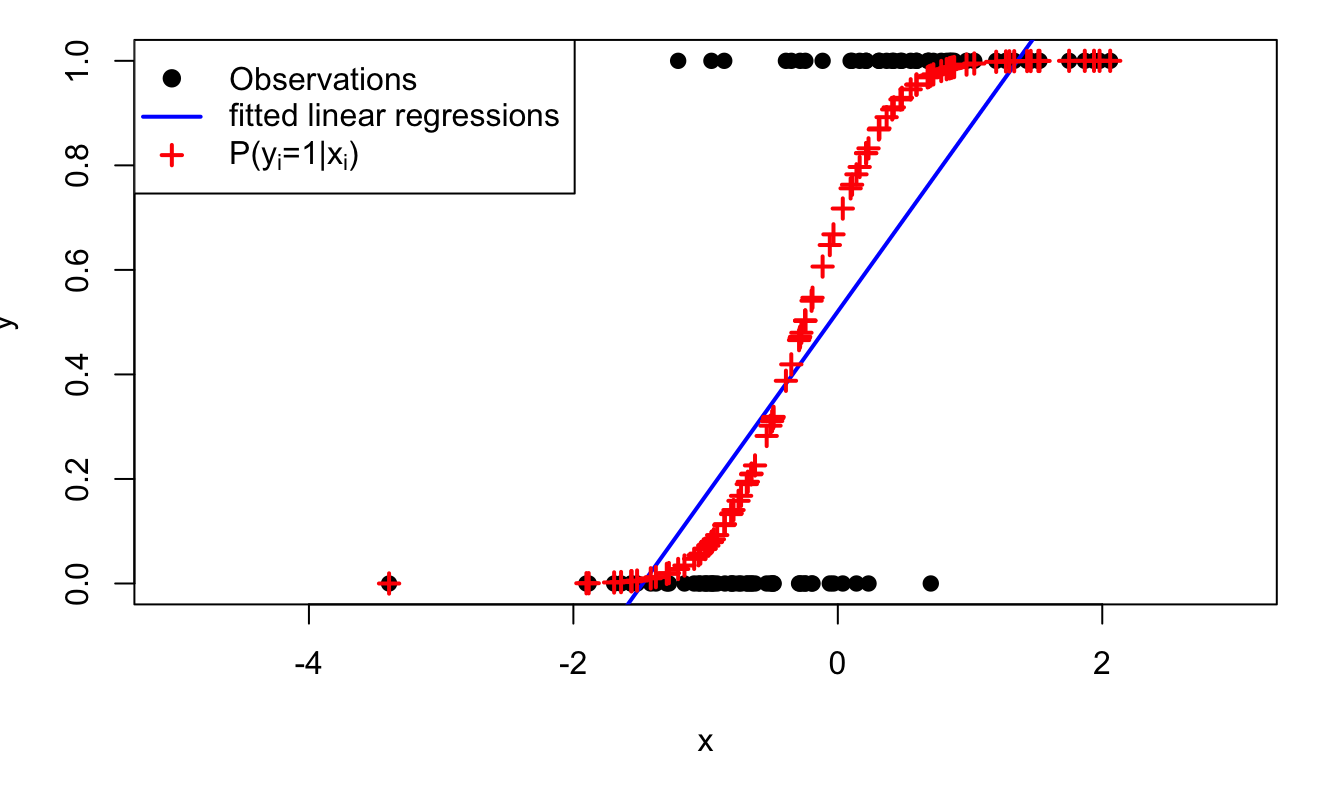 Observations
fitted linear regressions
P(yᵢ=1|xᵢ)
1.0
0.8
0.6
0.4
0.2
0.0
y
-4 -2 0 2
x